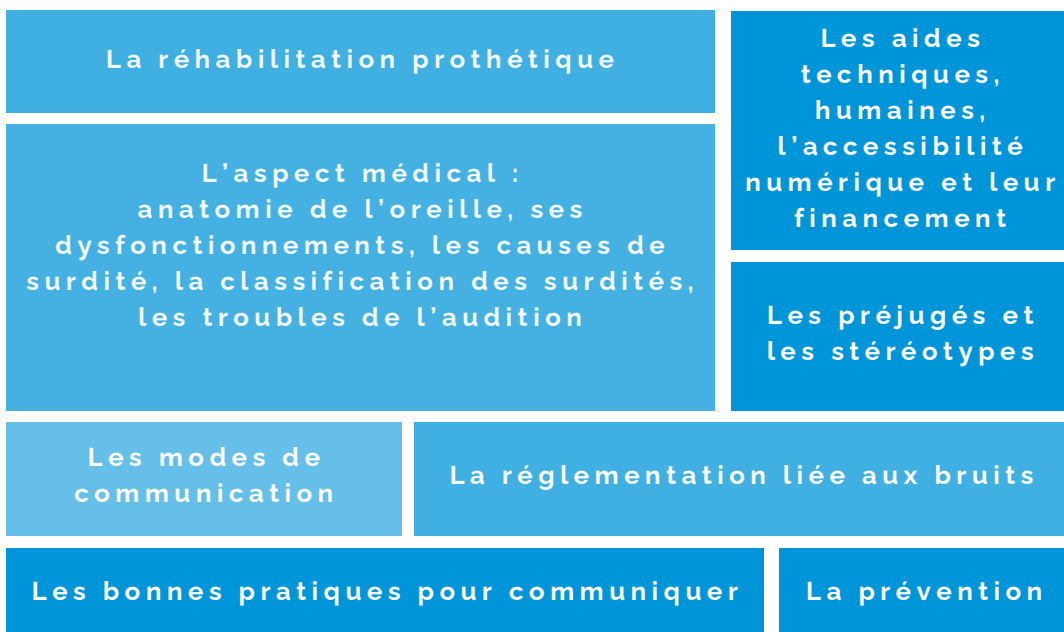 La réhabilitation prothétique
Les aides
techniques,
humaines,
l’accessibilité
numérique et leur
financement
L’aspect médical :
anatomie de l’oreille, ses
dysfonctionnements, les causes de
surdité, la classification des surdités,
les troubles de l’audition
Les préjugés et
les stéréotypes
Les modes de
communication
La réglementation liée aux bruits
Les bonnes pratiques pour communiquer
La prévention